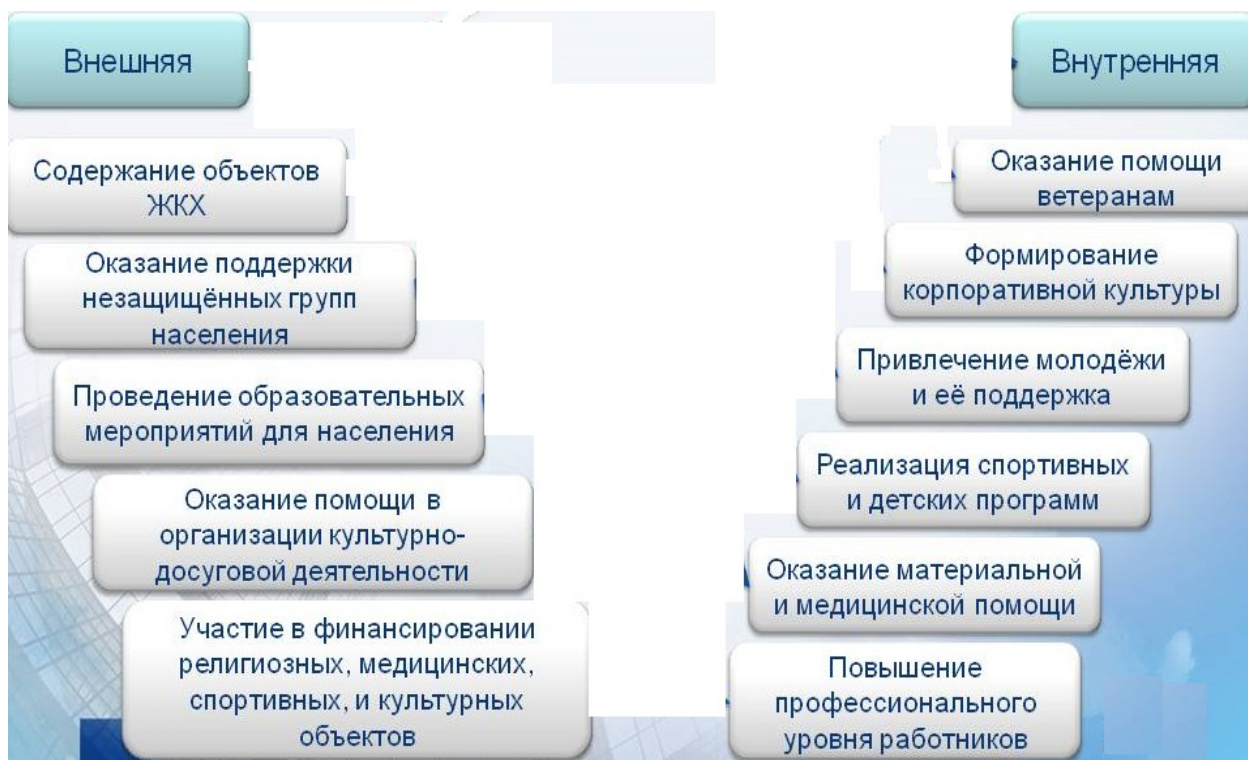 Внешняя
Содержание объектов
ЖКХ
Оказание поддержки
незащищённых групп
населения
Проведение образовательных
мероприятий для населения
Оказание помощи в
организации культурно-
досуговой деятельности
Участие в финансировании
религиозных, медицинских,
спортивных, и культурных
объектов
Внутренняя
Оказание помощи
ветеранам
Формирование
корпоративной культуры
Привлечение молодёжи
и её поддержка
Реализация спортивных
и детских программ
Оказание материальной
и медицинской помощи
Повышение
профессионального
уровня работников